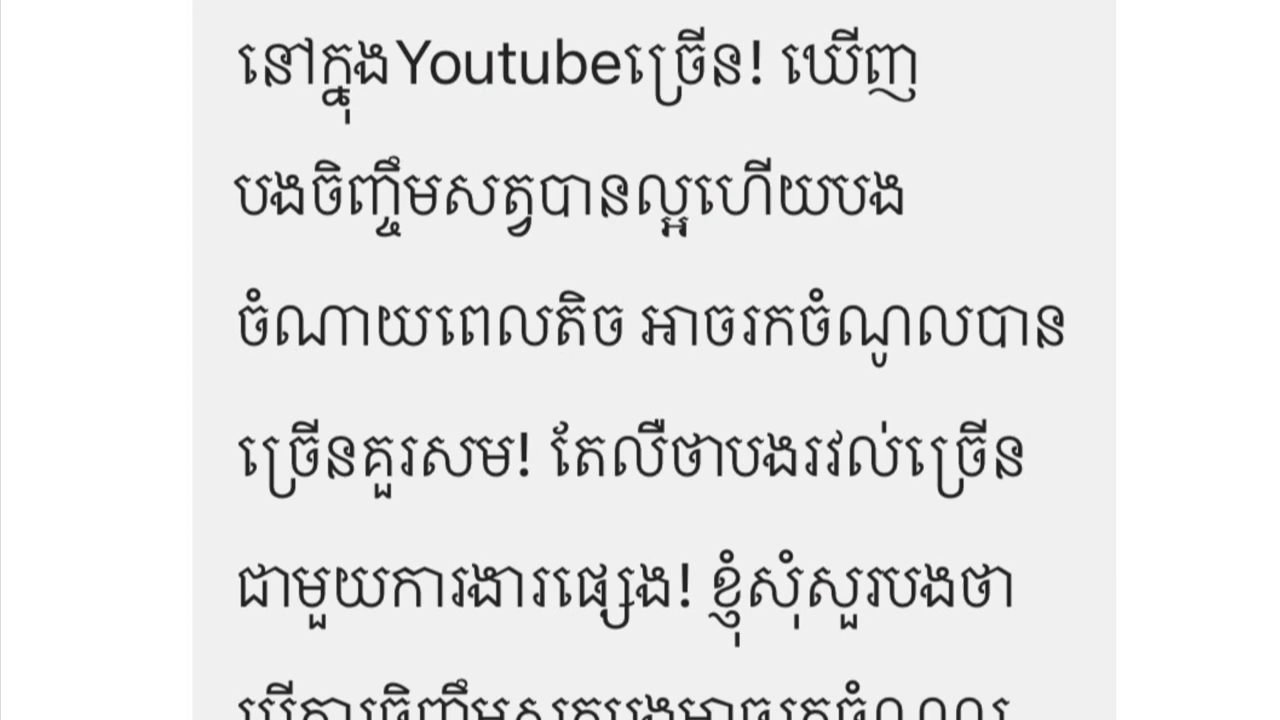 នៅក្នុងYoutubeច្រើន! ឃើញ
បងចិញ្ចឹមសត្វបានល្អហើយបង
ចំណាយពេលតិច អាចរកចំណូលបាន
ច្រើនគួរសម! តែលឺថាបងរវល់ច្រើន
ជាមួយការងារផ្សេង! ខ្ញុំសុំសួរបងថា